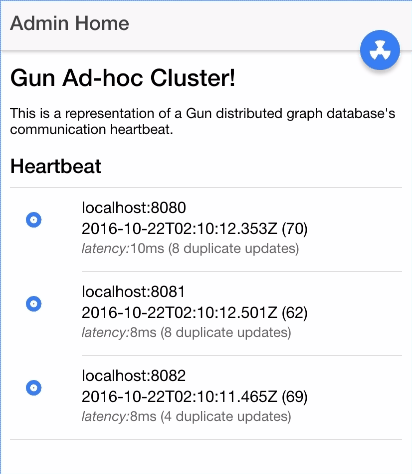 Admin Home
Gun Ad-hoc Cluster!
This is a representation of a Gun distributed graph database's
communication heartbeat.
Heartbeat
localhost:8080
2016-10-22T02:10:12.353Z (70)
latency:10ms (8 duplicate updates)
localhost:8081
2016-10-22T02:10:12.501Z (62)
latency:8ms (8 duplicate updates)
localhost:8082
2016-10-22T02:10:11.465Z (69)
latency:8ms (4 duplicate updates)